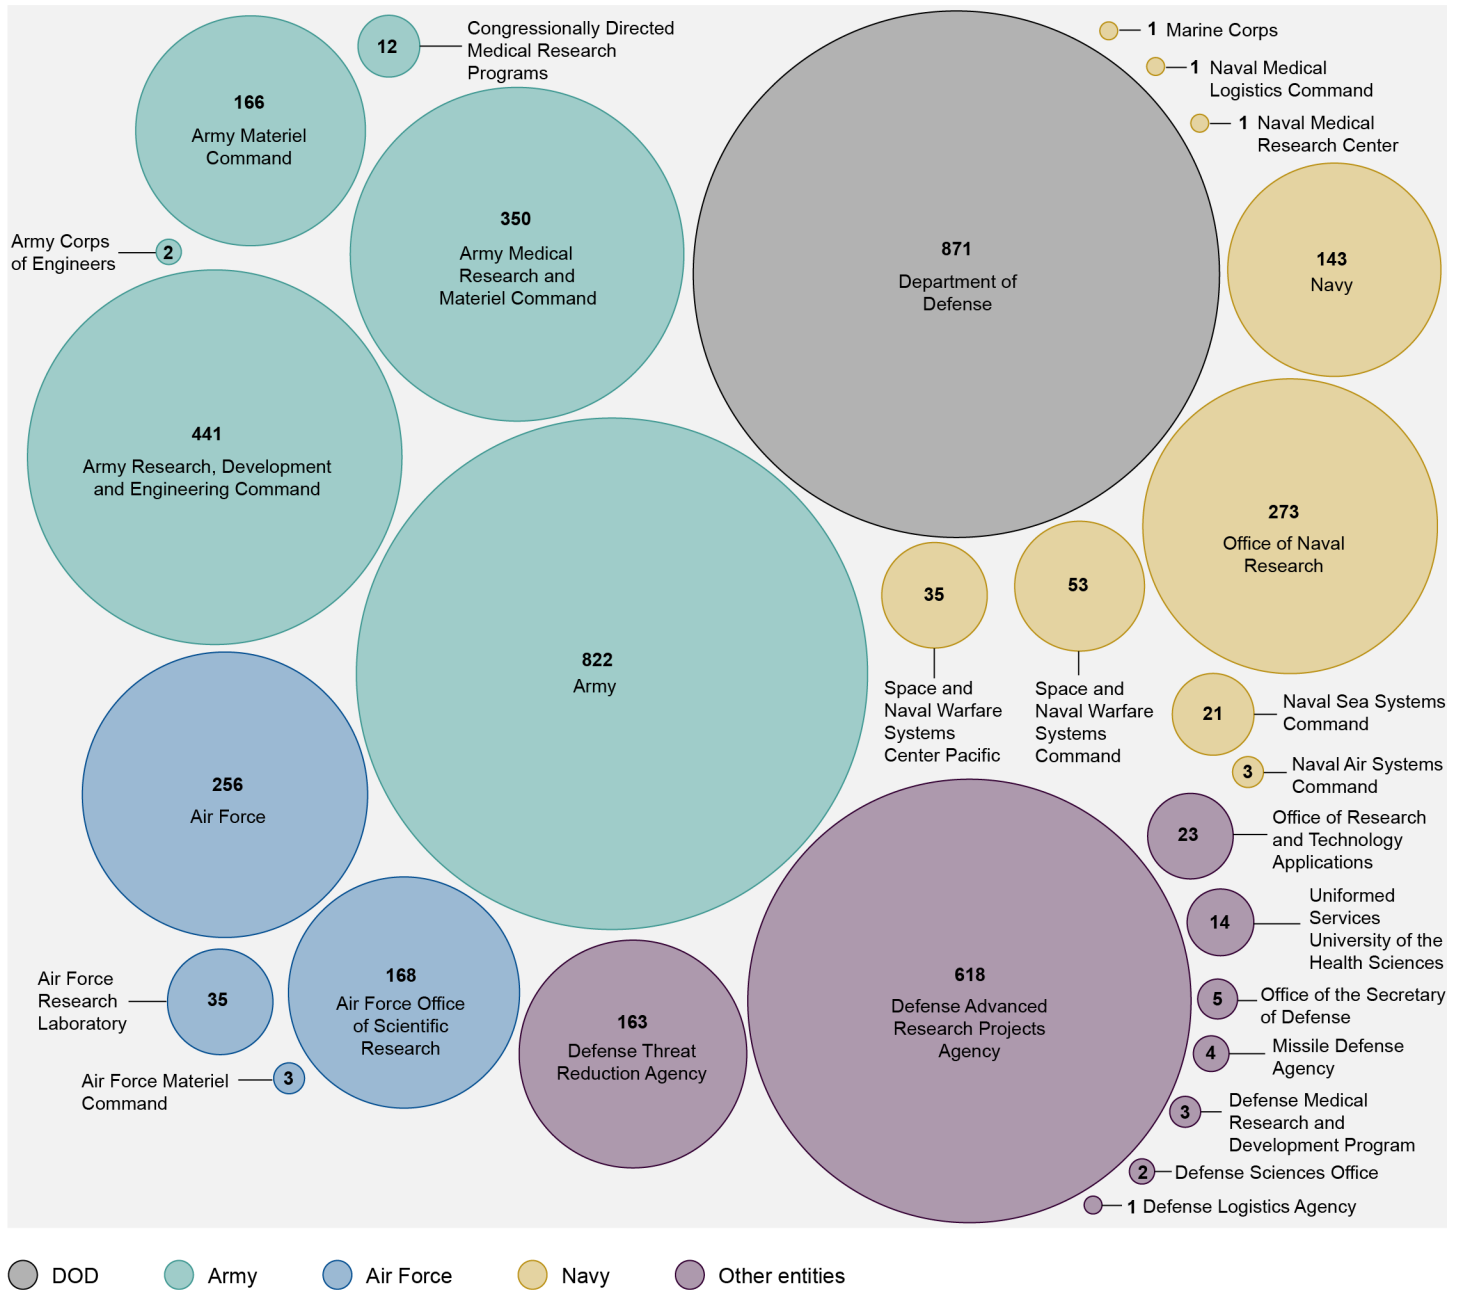 12
Congressionally Directed
Medical Research
Programs
166
Army Materiel
Command
350
Army Medical
Research and
Materiel Command
Army Corps
of Engineers
2
441
Army Research, Development
and Engineering Command
822
Army
871
Department of
Defense
1 Marine Corps
1 Naval Medical
Logistics Command
1 Naval Medical
Research Center
143
Navy
273
Office of Naval
Research
35
Space and
Naval Warfare
Systems
Center Pacific
53
Space and
Naval Warfare
Systems
Command
21
Naval Sea Systems
Command
3
Naval Air Systems
Command
256
Air Force
35
Air Force
Research
Laboratory
168
Air Force Office
of Scientific
Research
3
Air Force Materiel
Command
163
Defense Threat
Reduction Agency
618
Defense Advanced
Research Projects
Agency
23
Office of Research
and Technology
Applications
14
Uniformed
Services
University of the
Health Sciences
5
Office of the Secretary
of Defense
4
Missile Defense
Agency
3
Defense Medical
Research and
Development Program
2
Defense Sciences Office
1 Defense Logistics Agency
DOD
Army
Air Force
Navy
Other entities